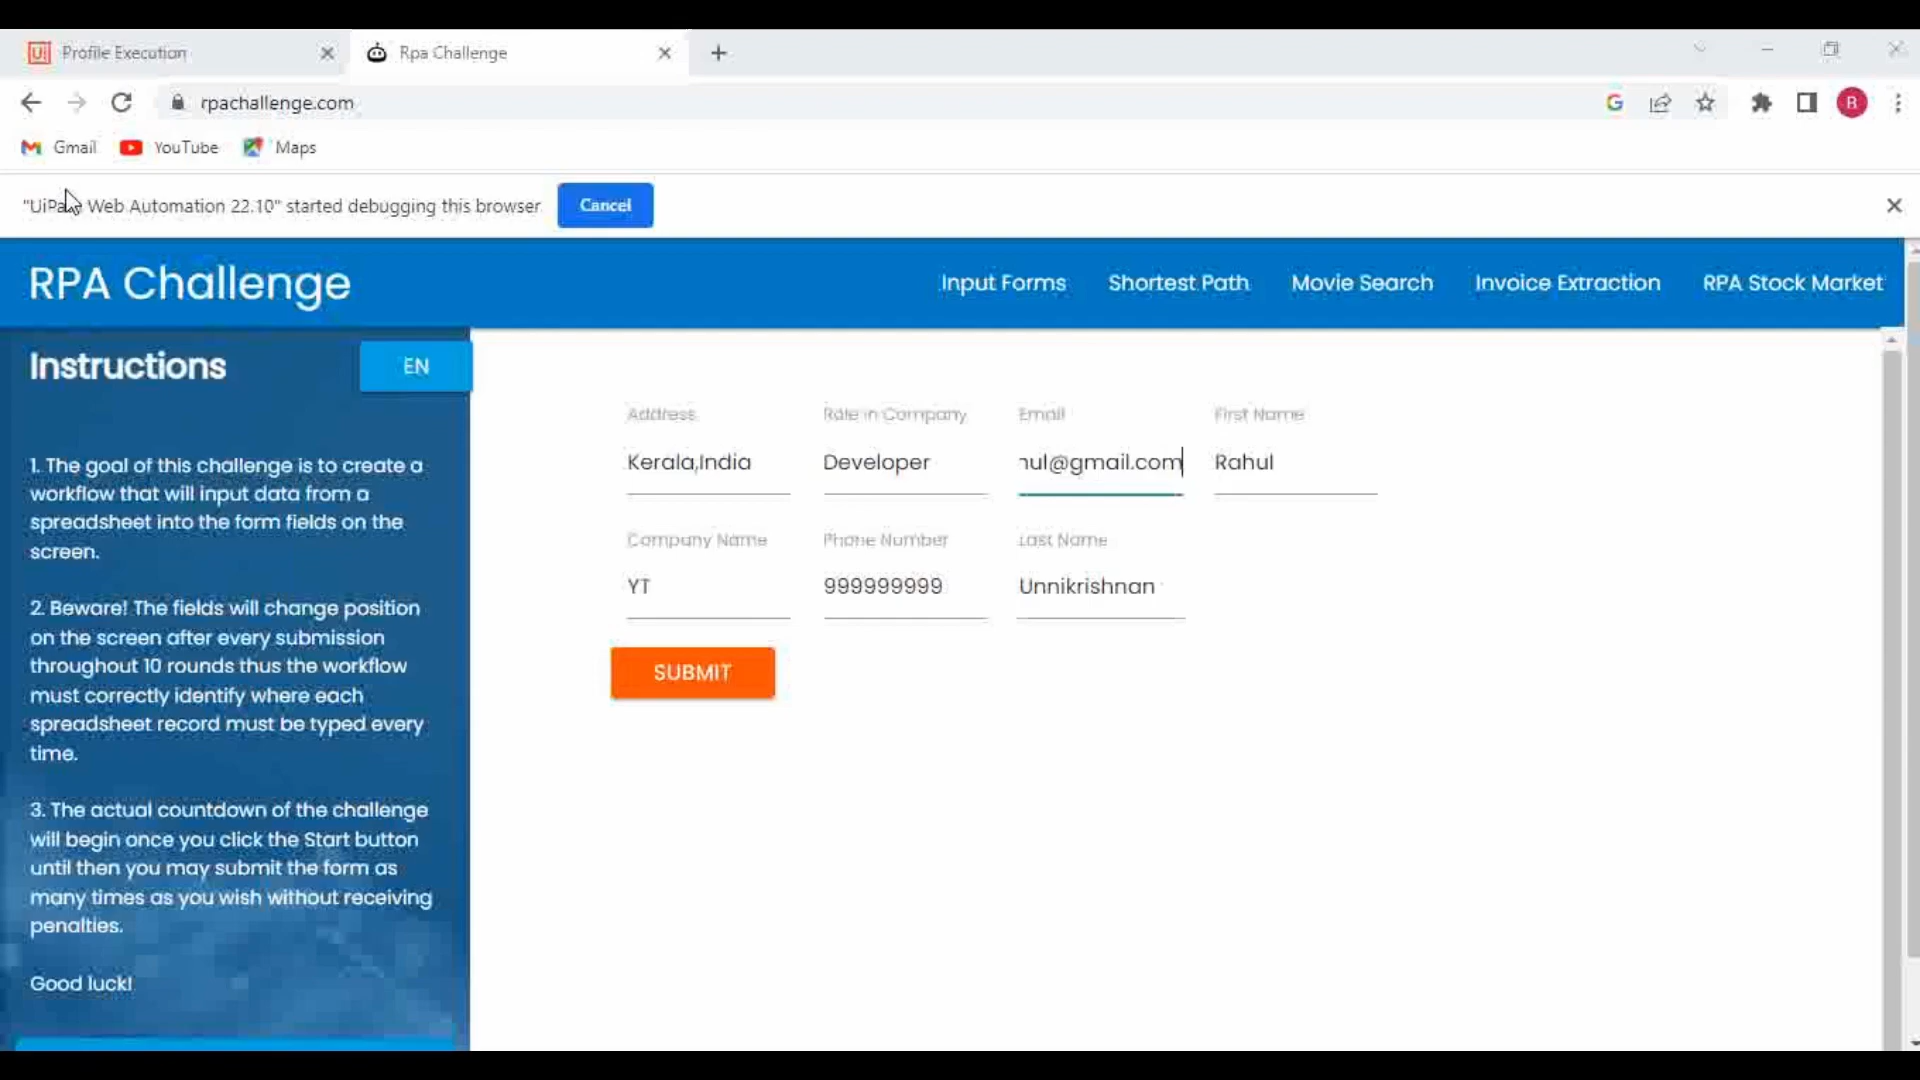 Profile Execution
Rpa Challenge
rpachallenge.com
Gmail YouTube Maps
Web Automation 22.10" started debugging this browser
Cancel
RPA Challenge
Input Forms Shortest Path Movie Search Invoice Extraction RPA Stock Market
Instructions
EN
1. The goal of this challenge is to create a
workflow that will input data from a
spreadsheet into the form fields on the
screen.
2. Beware! The fields will change position
on the screen after every submission
throughout 10 rounds thus the workflow
must correctly identify where each
spreadsheet record must be typed every
time.
3. The actual countdown of the challenge
will begin once you click the Start button
until then you may submit the form as
many times as you wish without receiving
penalties.
Good luck!
Address Role in Company Email First Name
Kerala,India Developer ul@gmail.com Rahul
Company Name Phone Number Last Name
YT 999999999 Unnikrishnan
SUBMIT